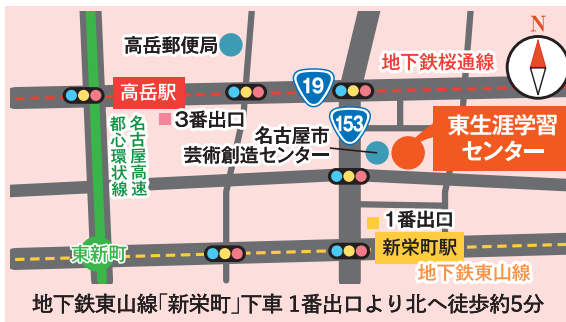 高岳郵便局
N
地下鉄桜通線
19
高岳駅
3番出口
153
東生涯学習
センター
名古屋市
芸術創造センター
名古屋高速
都心環状線
1番出口
東新町
新栄町駅
地下鉄東山線
地下鉄東山線「新栄町」下車 1番出口より北へ徒歩約5分